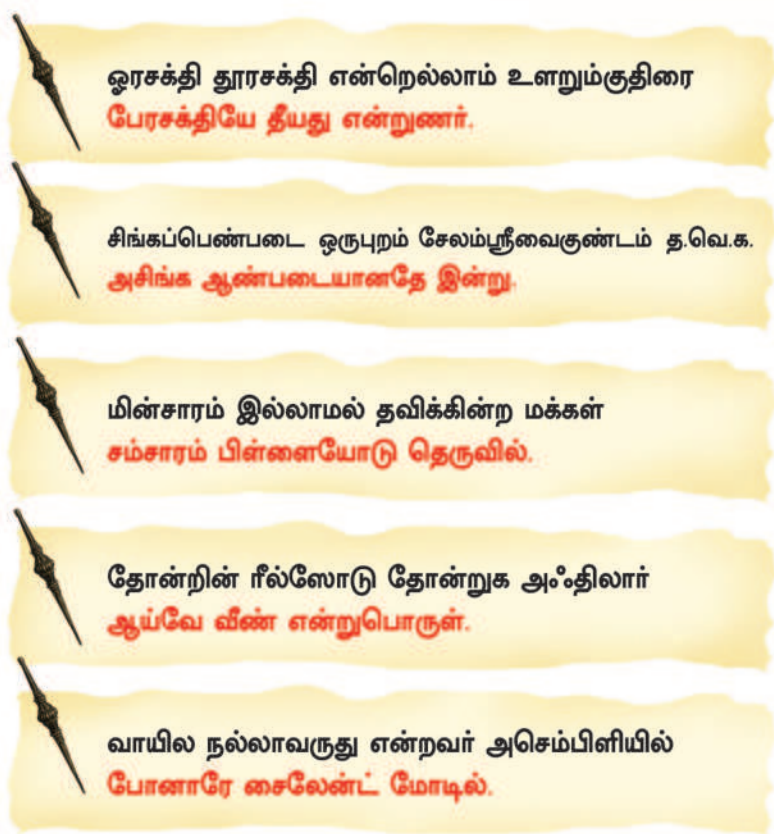 ஓரசக்தி தூரசக்தி என்றெல்லாம் உளறும்குதிரை
பேரசக்தியே தீயது என்றுணர்.
சிங்கப்பெண்படை ஒருபுறம் சேலம்ஸ்ரீவைகுண்டம் த.வெ.க.
அசிங்க ஆண்படையானதே இன்று.
மின்சாரம் இல்லாமல் தவிக்கின்ற மக்கள்
சம்சாரம் பிள்ளையோடு தெருவில்.
தோன்றின் ரீல்ஸோடு தோன்றுக அஃதிலார்
ஆய்வே வீண் என்றுபொருள்.
வாயில நல்லாவருது என்றவர் அசெம்பிளியில்
போனாரே சைலேன்ட் மோடில்.